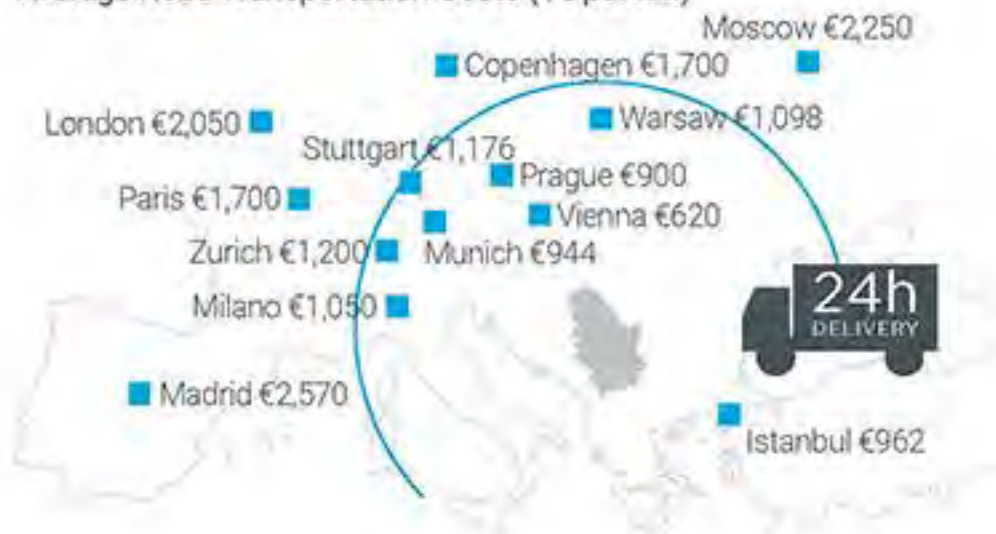 Moscow €2,250
Copenhagen €1,700
London €2,050
Warsaw €1,098
Stuttgart €1,176
Prague €900
Paris €1,700
Vienna €620
Zurich €1,200
Munich €944
Milano €1,050
24h
DELIVERY
Madrid €2,570
Istanbul €962